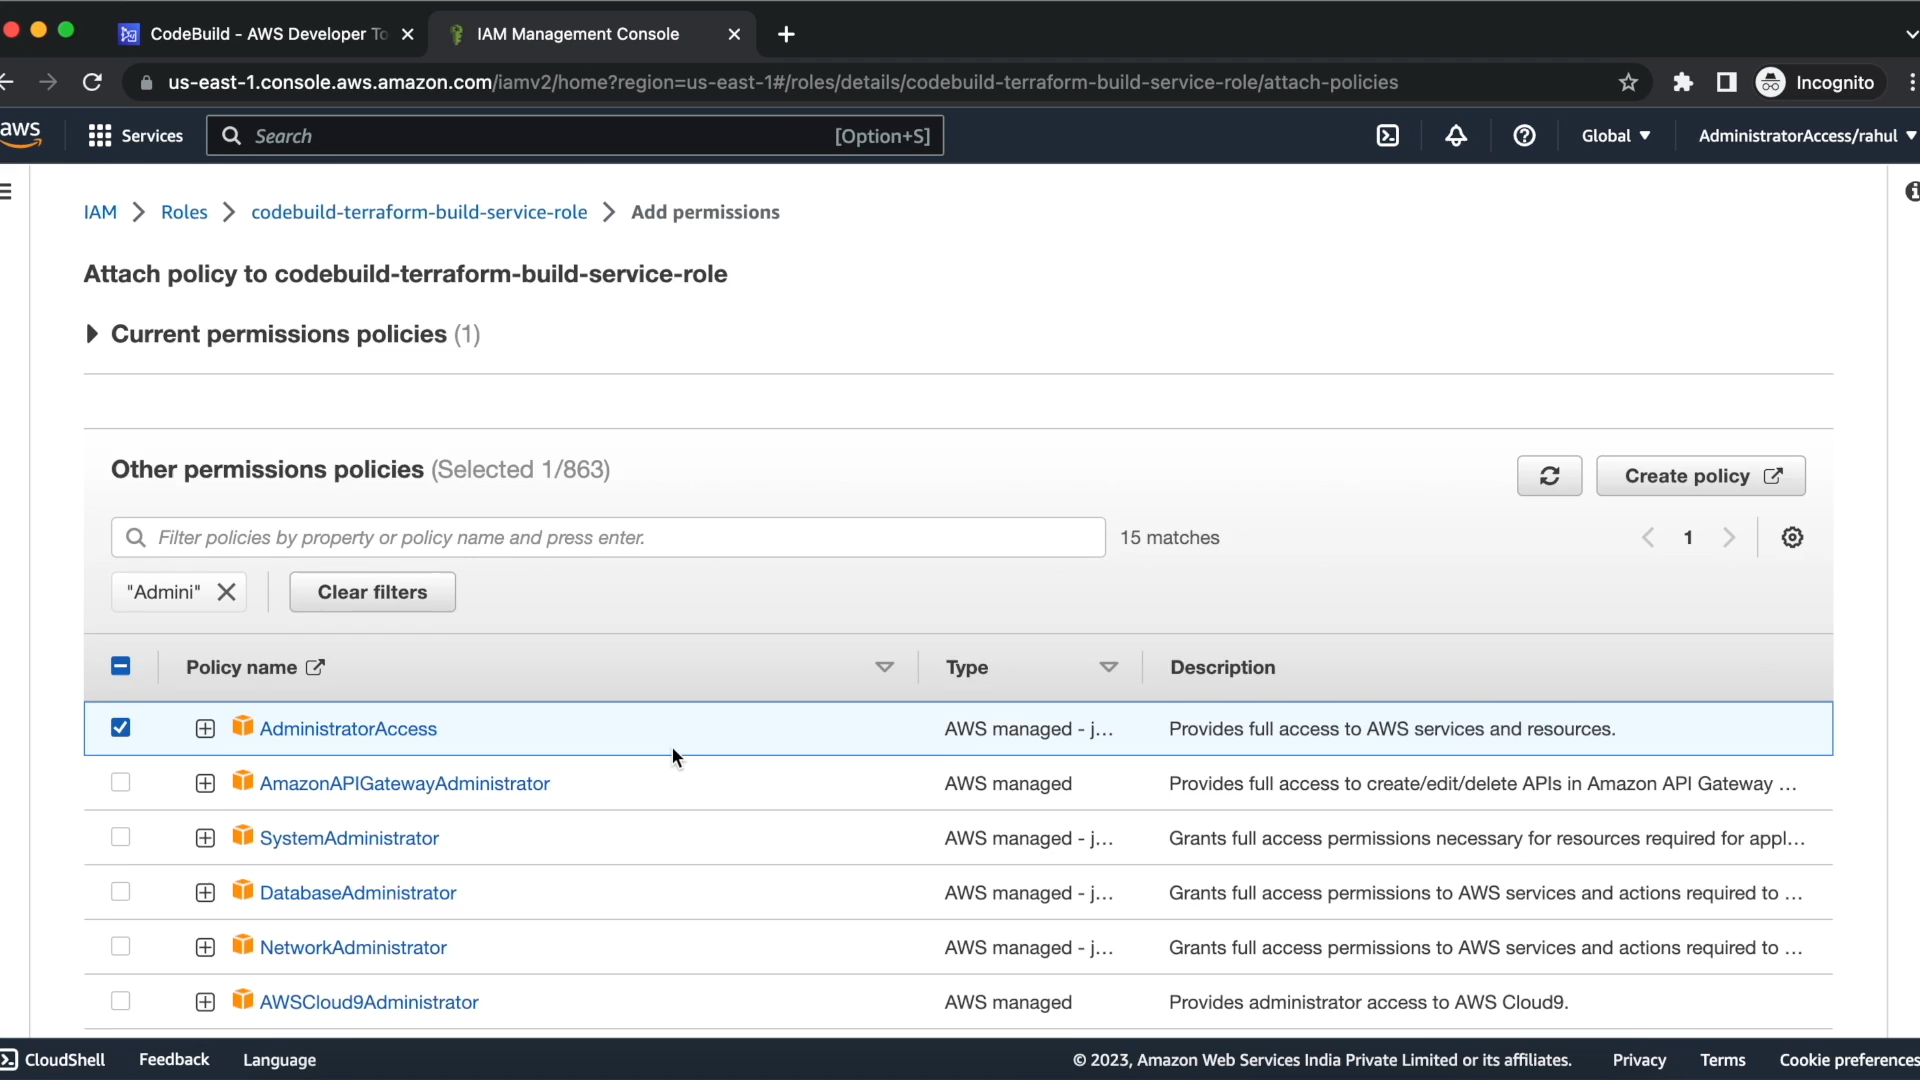 CodeBuild - AWS Developer To
IAM Management Console
us-east-1.console.aws.amazon.com/iamv2/home?region=us-east-1#/roles/details/codebuild-terraform-build-service-role/attach-policies
Incognito
aws
Services
Search
[Option+S]
Global
AdministratorAccess/rahul
IAM > Roles > codebuild-terraform-build-service-role > Add permissions
Attach policy to codebuild-terraform-build-service-role
Current permissions policies (1)
Other permissions policies (Selected 1/863)
Create policy
Filter policies by property or policy name and press enter.
15 matches
1
"Admini"
Clear filters
Policy name Type Description
AdministratorAccess AWS managed - j... Provides full access to AWS services and resources.
AmazonAPIGatewayAdministrator AWS managed Provides full access to create/edit/delete APIs in Amazon API Gateway ...
SystemAdministrator AWS managed - j... Grants full access permissions necessary for resources required for appl...
DatabaseAdministrator AWS managed - j... Grants full access permissions to AWS services and actions required to ...
NetworkAdministrator AWS managed - j... Grants full access permissions to AWS services and actions required to ...
AWSCloud9Administrator AWS managed Provides administrator access to AWS Cloud9.
CloudShell Feedback Language © 2023, Amazon Web Services India Private Limited or its affiliates. Privacy Terms Cookie preferences